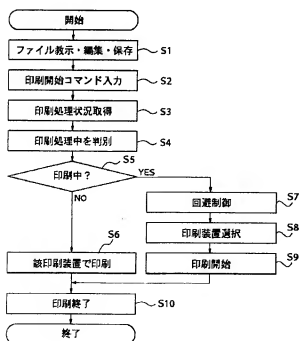 開始
ファイル教示・編集・保存 S1
印刷開始コマンド入力 S2
印刷処理状況取得 S3
印刷処理中を判別 S4
印刷中? S5
YES
NO
回避制御 S7
印刷装置選択 S8
印刷開始 S9
S6
該印刷装置で印刷
印刷終了 S10
終了